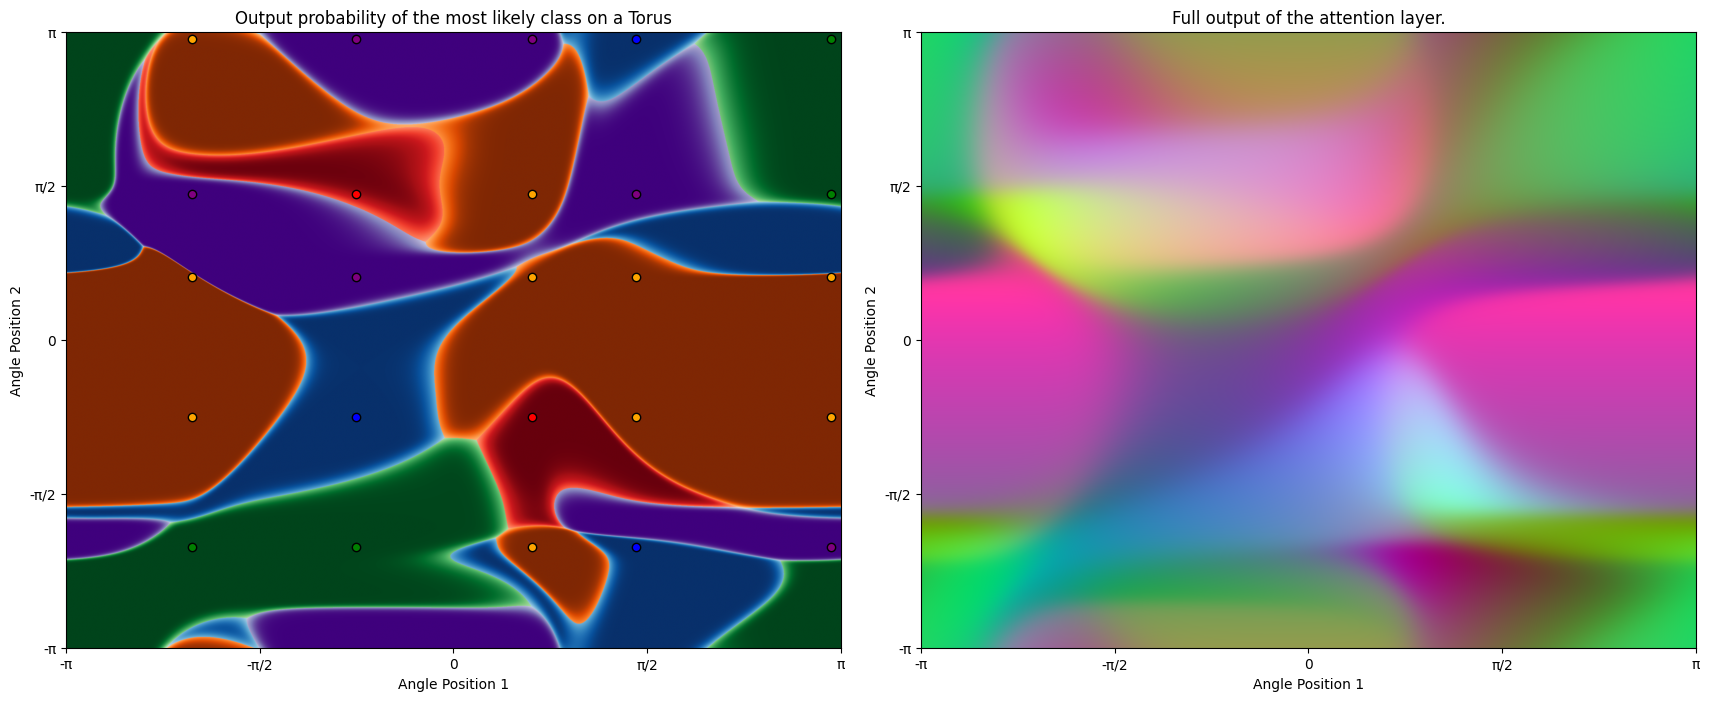 Output probability of the most likely class on a Torus
π
π/2
0
-π/2
-π
Angle Position 2
-π
-π/2
0
π/2
π
Angle Position 1
Full output of the attention layer.
π
π/2
0
-π/2
-π
Angle Position 2
-π
-π/2
0
π/2
π
Angle Position 1